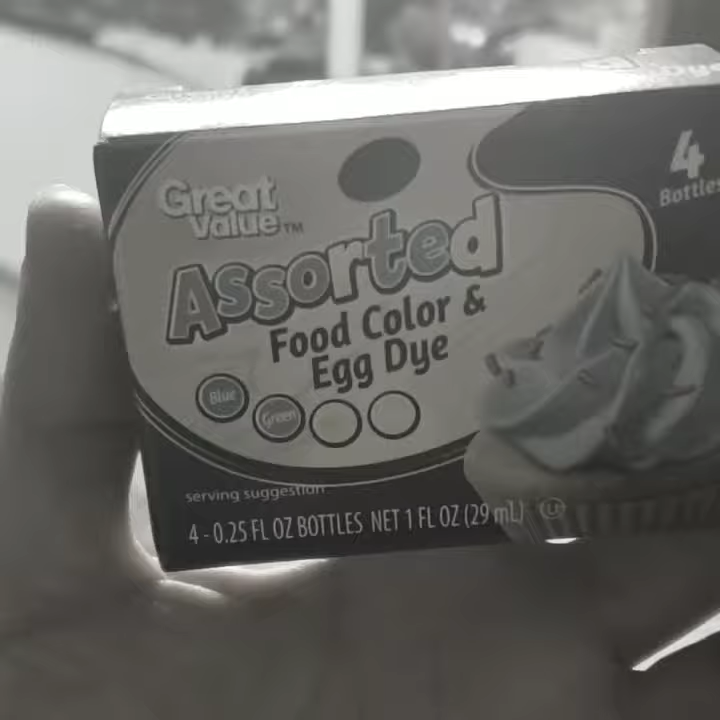 Great
Value™
Assorted
Food Color &
Egg Dye
Blue
Green
serving suggestion
4 - 0.25 FL OZ BOTTLES NET 1 FL OZ (29 mL) U
4
Bottles